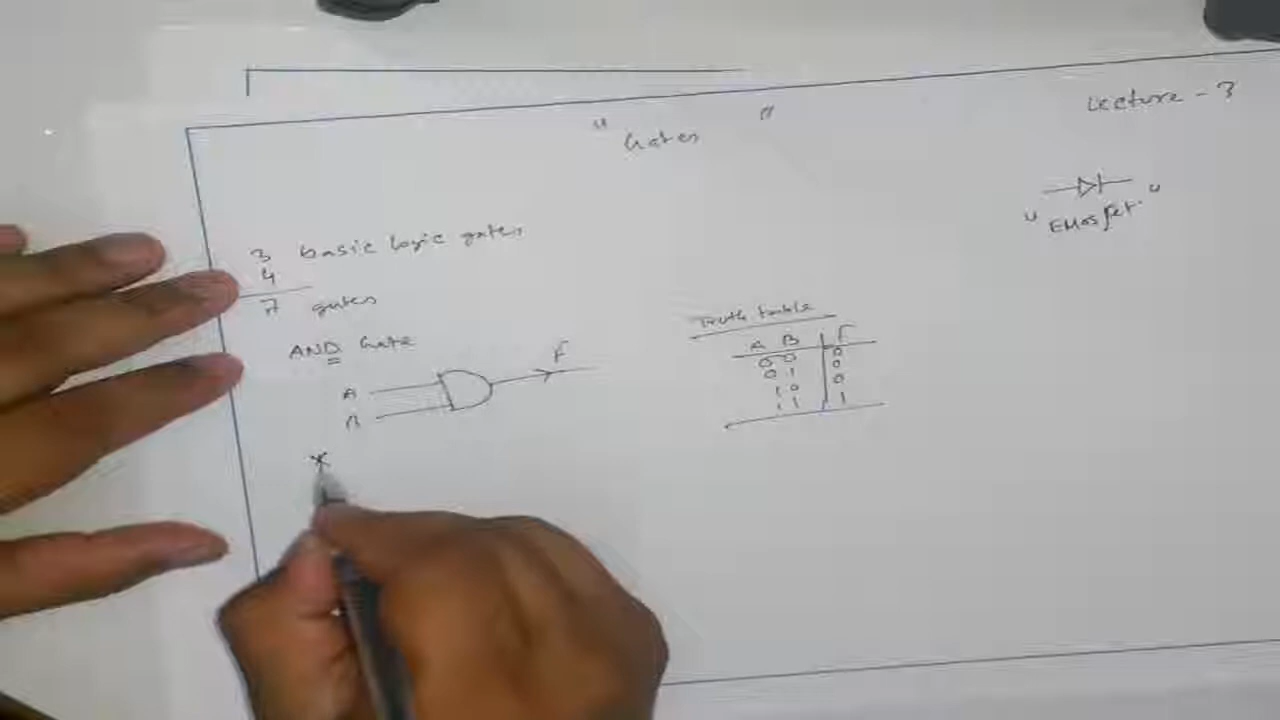 Lecture - 3
" Gates "
" EMosfet "
3 basic logic gates
4
7 gates
AND Gate
A
B
F
*
Truth table
A B F
0 0 0
0 1 0
1 0 0
1 1 1